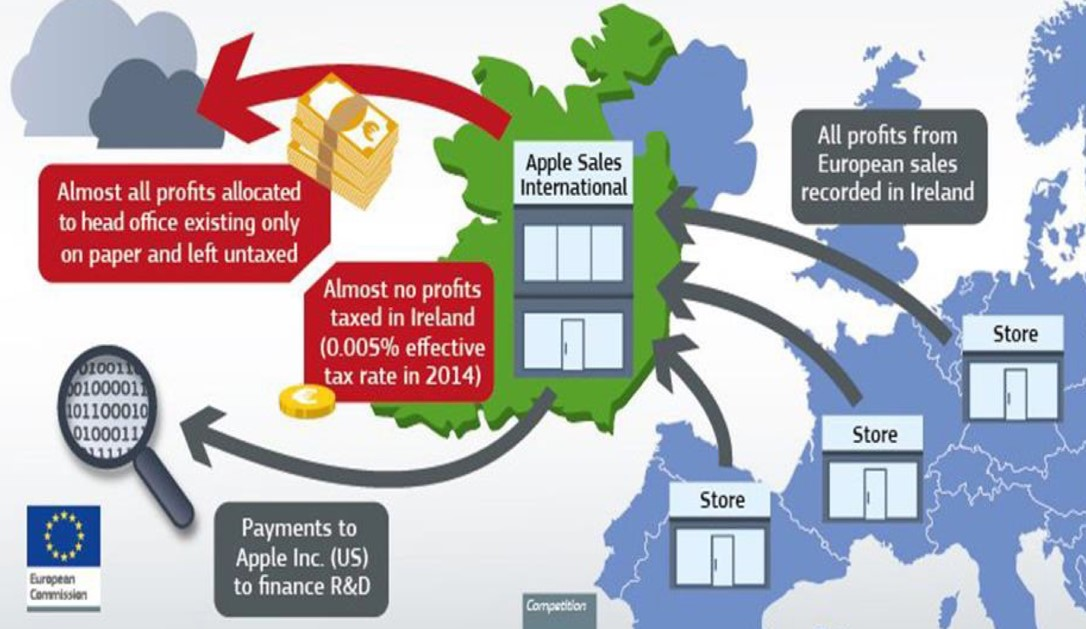 Apple Sales
International
All profits from
European sales
recorded in Ireland
Almost all profits allocated
to head office existing only
on paper and left untaxed
Almost no profits
taxed in Ireland
(0.005% effective
tax rate in 2014)
Store
Store
Store
Payments to
Apple Inc. (US)
to finance R&D
European
Commission
Competition